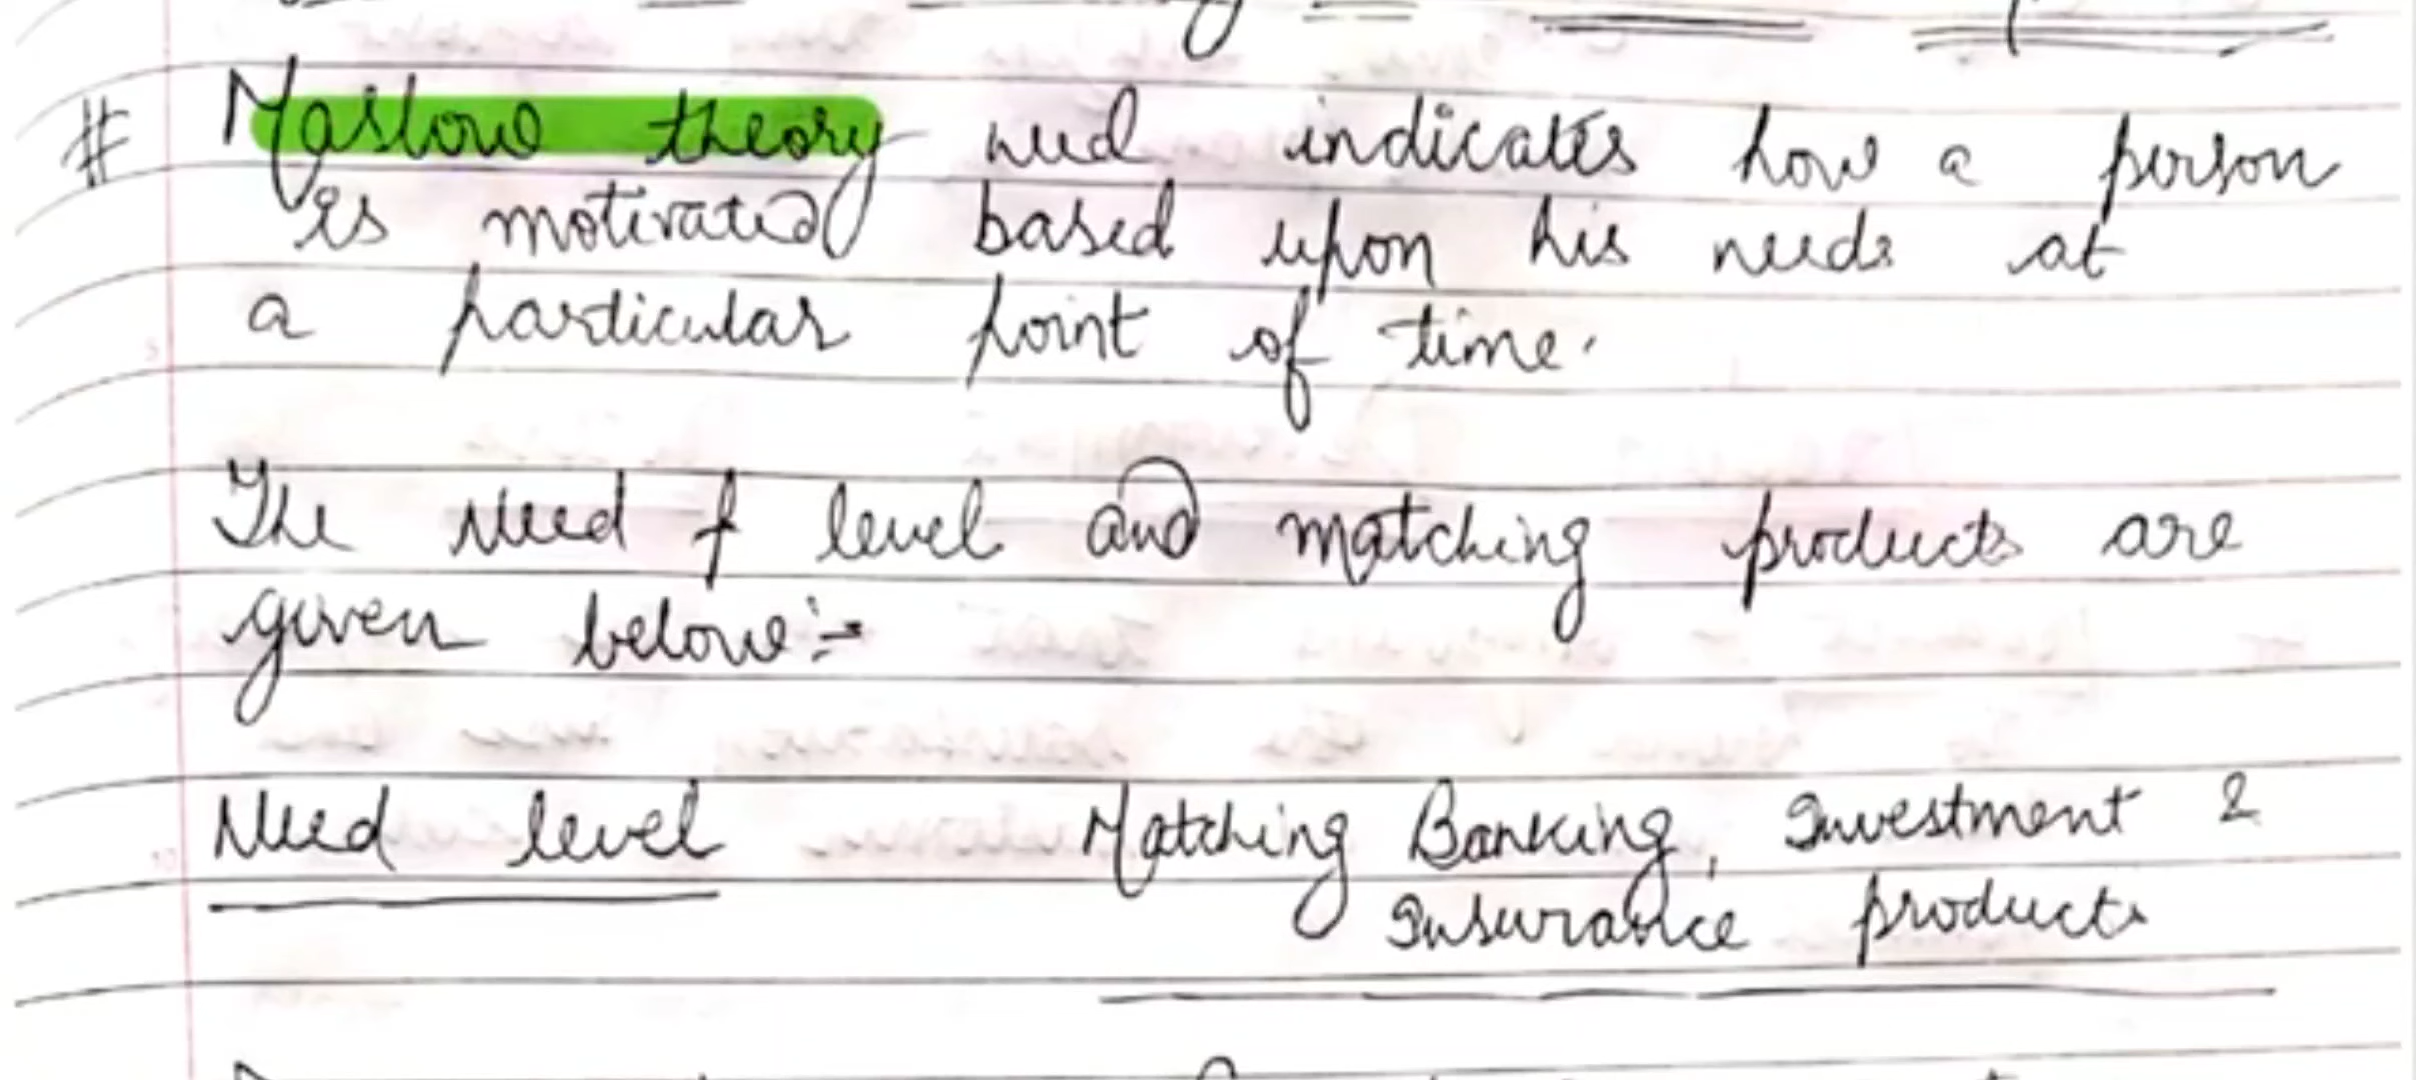 # Maslow theory need indicates how a person
is motivated based upon his needs at
a particular point of time.
The Need f level and matching products are
given below:-
Need level Matching Banking, Investment &
Insurance products